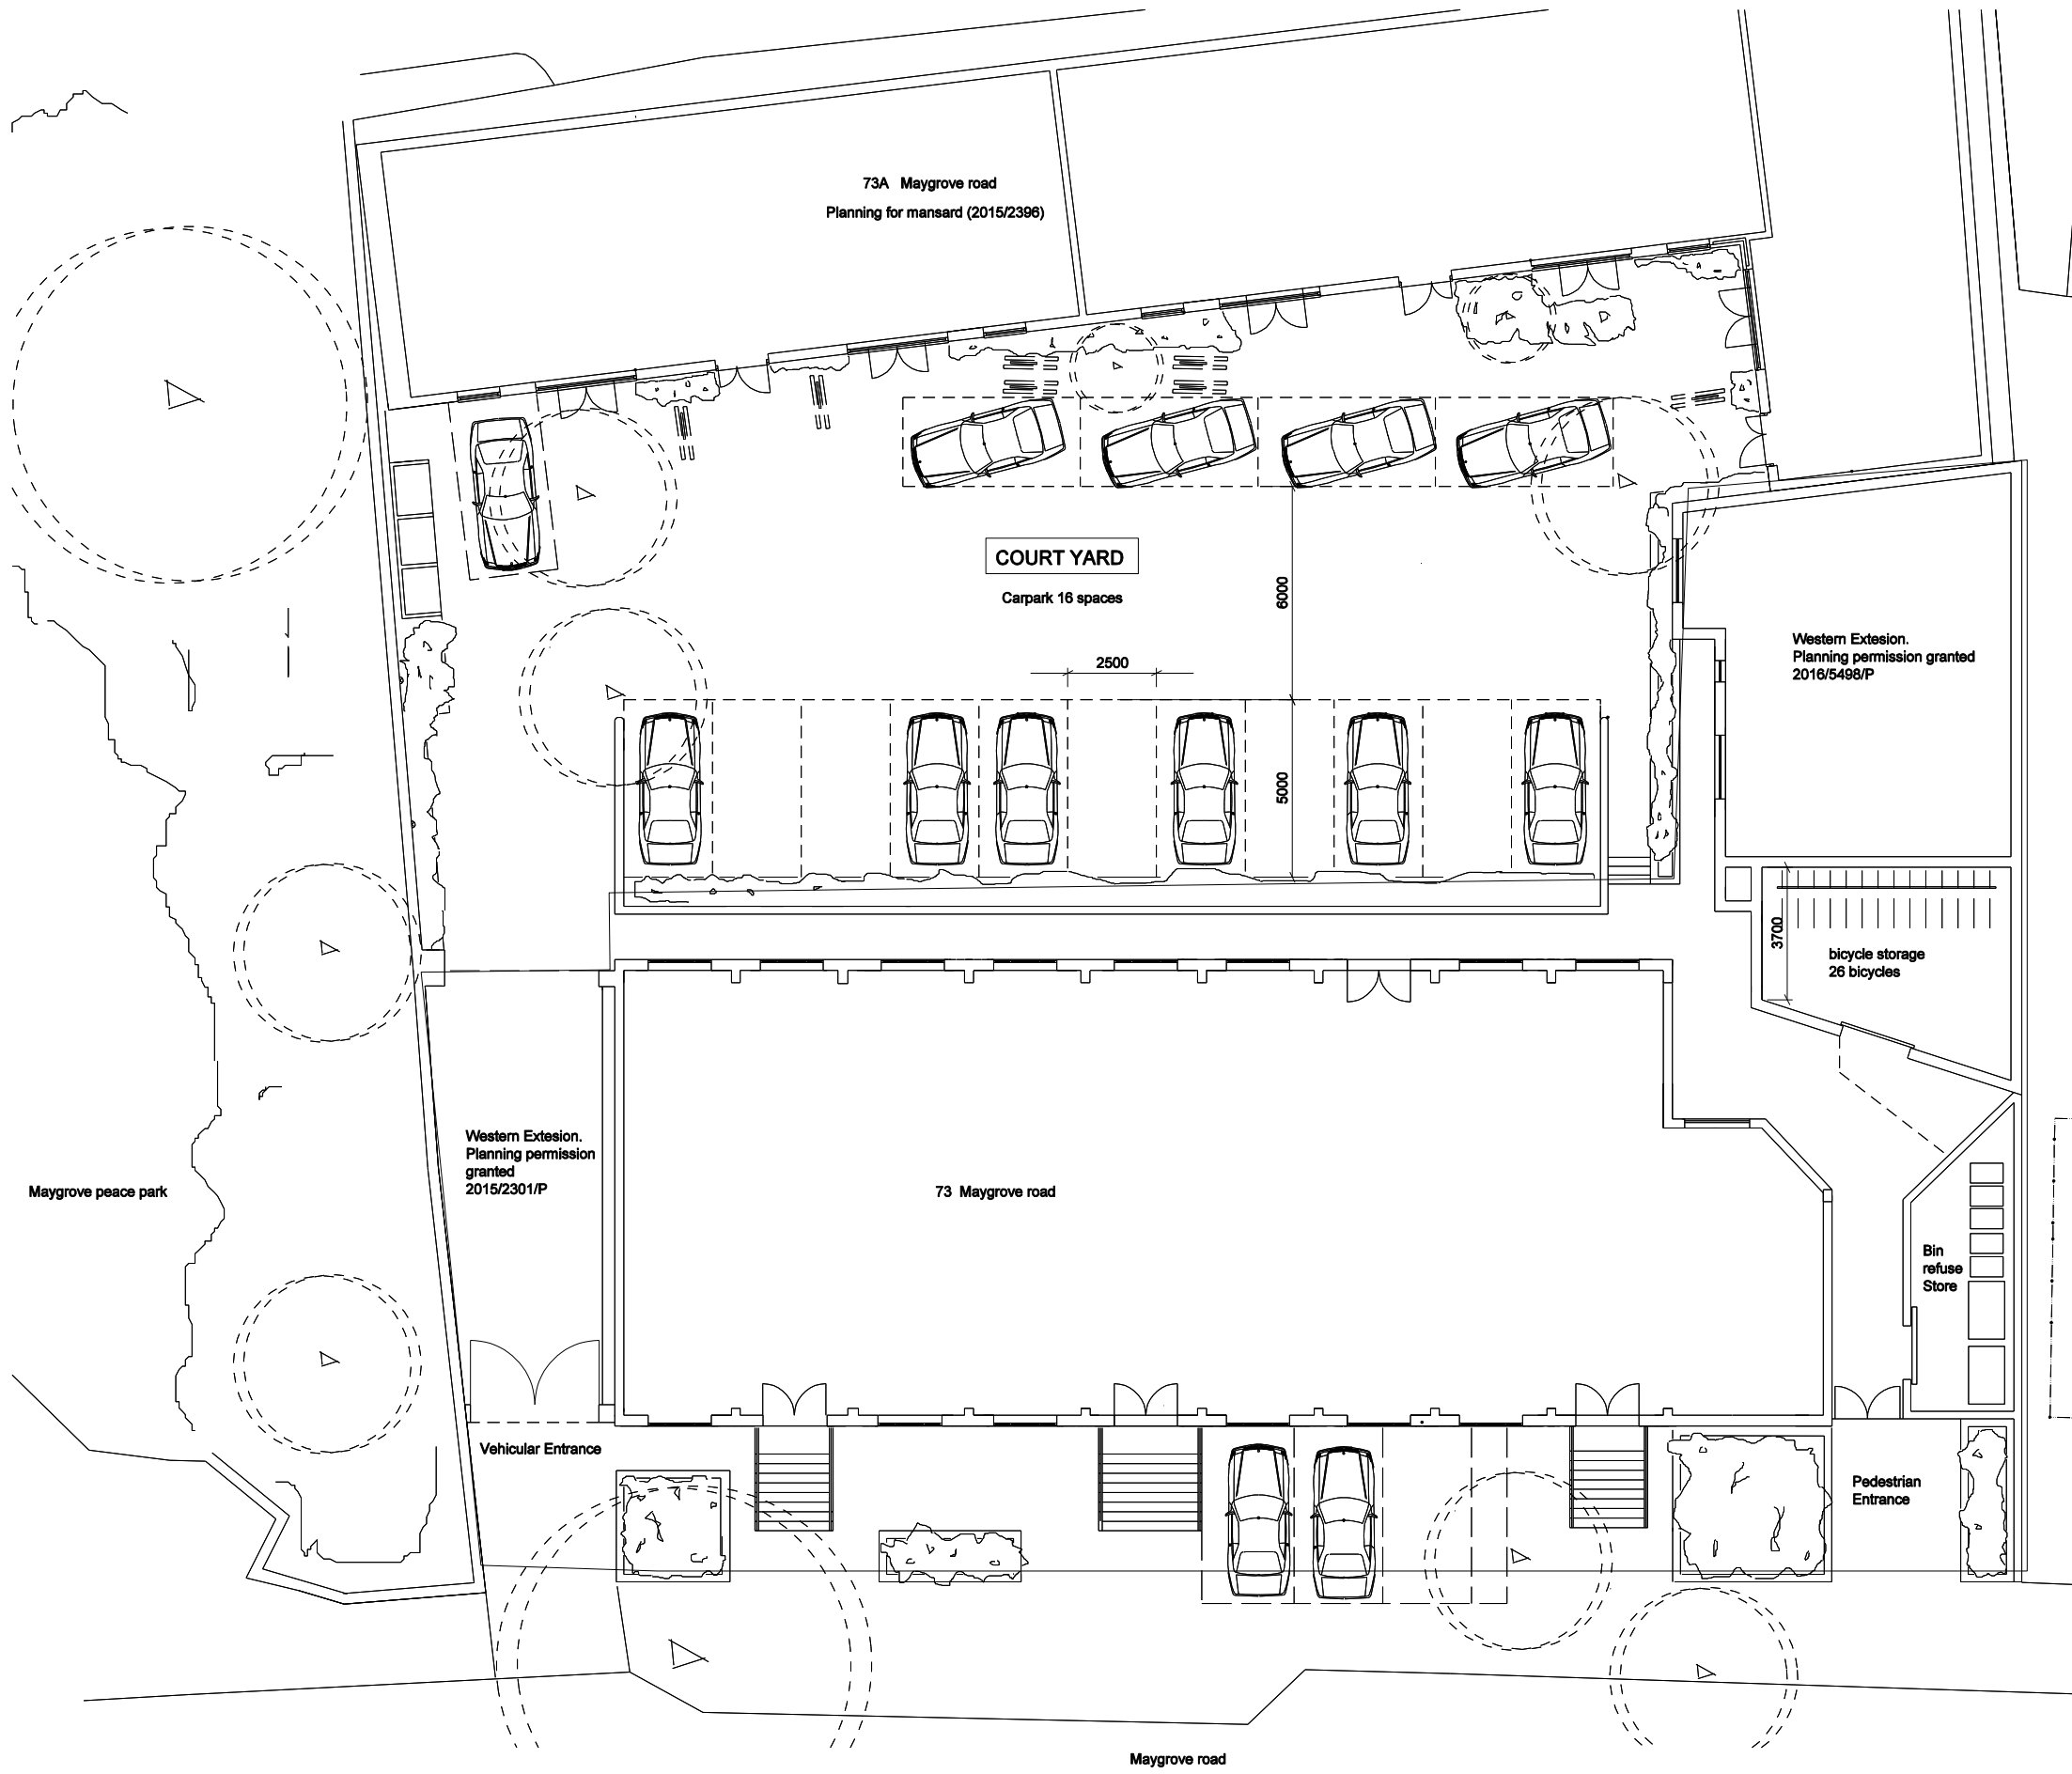 73A Maygrove road
Planning for mansard (2015/2396)
COURT YARD
Carpark 16 spaces
6000
2500
5000
Western Extesion.
Planning permission granted
2016/5498/P
3700
bicycle storage
26 bicycles
Western Extesion.
Planning permission
granted
2015/2301/P
Maygrove peace park
73 Maygrove road
Bin
refuse
Store
Vehicular Entrance
Pedestrian
Entrance
Maygrove road